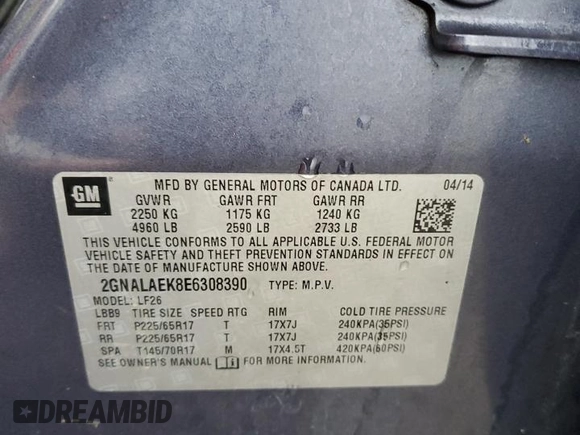 GM
MFD BY GENERAL MOTORS OF CANADA LTD. 04/14
GVWR GAWR FRT GAWR RR
2250 KG 1175 KG 1240 KG
4960 LB 2590 LB 2733 LB
THIS VEHICLE CONFORMS TO ALL APPLICABLE U.S. FEDERAL MOTOR
VEHICLE SAFETY AND THEFT PREVENTION STANDARDS IN EFFECT ON
THE DATE OF MANUFACTURE SHOWN ABOVE.
2GNALAEK8E6308390 TYPE: M.P.V.
MODEL: LF26
LBB9 TIRE SIZE SPEED RTG RIM COLD TIRE PRESSURE
FRT P225/65R17 T 17X7J 240KPA(35PSI)
RR P225/65R17 T 17X7J 240KPA(35PSI)
SPA T145/70R17 M 17X4.5T 420KPA(60PSI)
SEE OWNER'S MANUAL FOR MORE INFORMATION.
DREAMBID